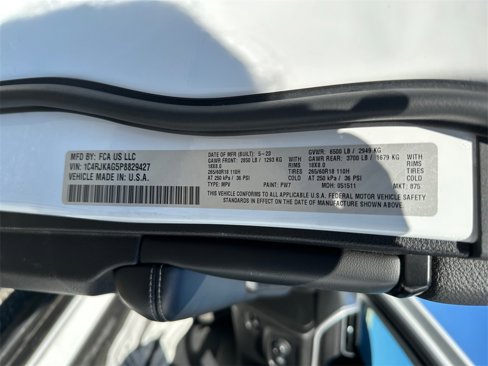 MFD BY: FCA US LLC
1C4RJKAG5P8829427
VEHICLE MADE IN: U.S.A.
DATE OF MFR (BUILT): 5-23
GAWR FRONT: 2850 LB / 1293 KG
18X8.0 RIMS
265/60R18 110H TIRES
AT 250 kPa / 36 PSI COLD
TYPE: MPV PAINT: PW7
GVWR: 6500 LB / 2949 KG
GAWR REAR: 3700 LB / 1679 KG
18X8.0 RIMS
265/60R18 110H TIRES
AT 250 kPa / 36 PSI COLD
MDH: 051511 MKT: 875
THIS VEHICLE CONFORMS TO ALL APPLICABLE U.S.A. FEDERAL MOTOR VEHICLE SAFETY
STANDARDS IN EFFECT ON THE DATE OF MANUFACTURE SHOWN ABOVE.